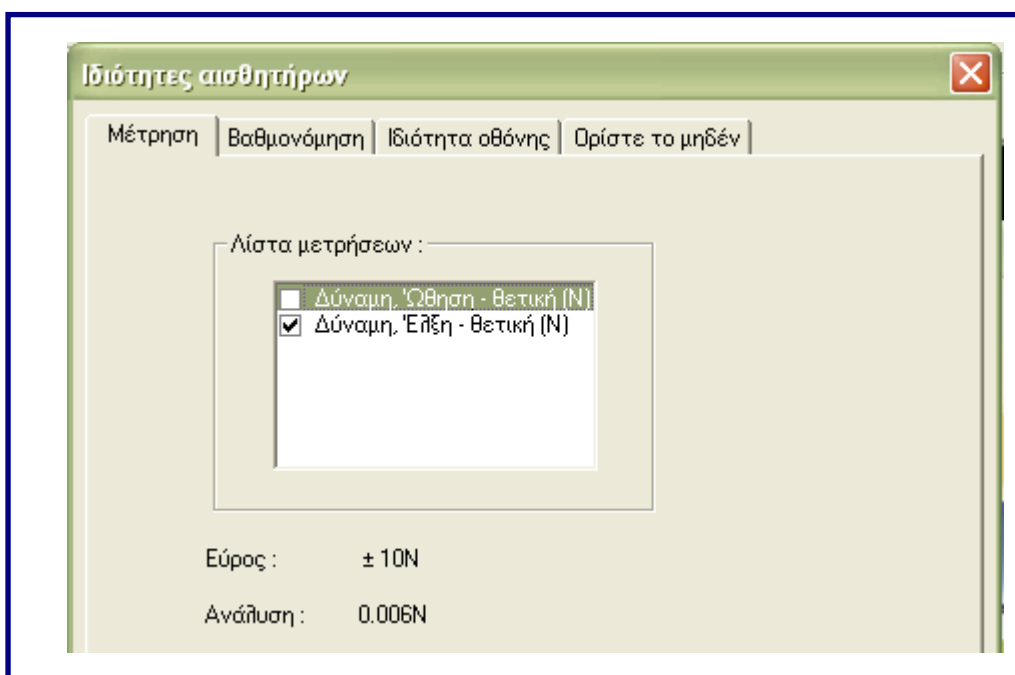 Ιδιότητες αισθητήρων
Μέτρηση Βαθμονόμηση Ιδιότητα οθόνης Ορίστε το μηδέν
Λίστα μετρήσεων :
Δύναμη, Ώθηση - θετική (N)
Δύναμη, Έλξη - θετική (N)
Εύρος : ± 10N
Ανάλυση : 0.006N